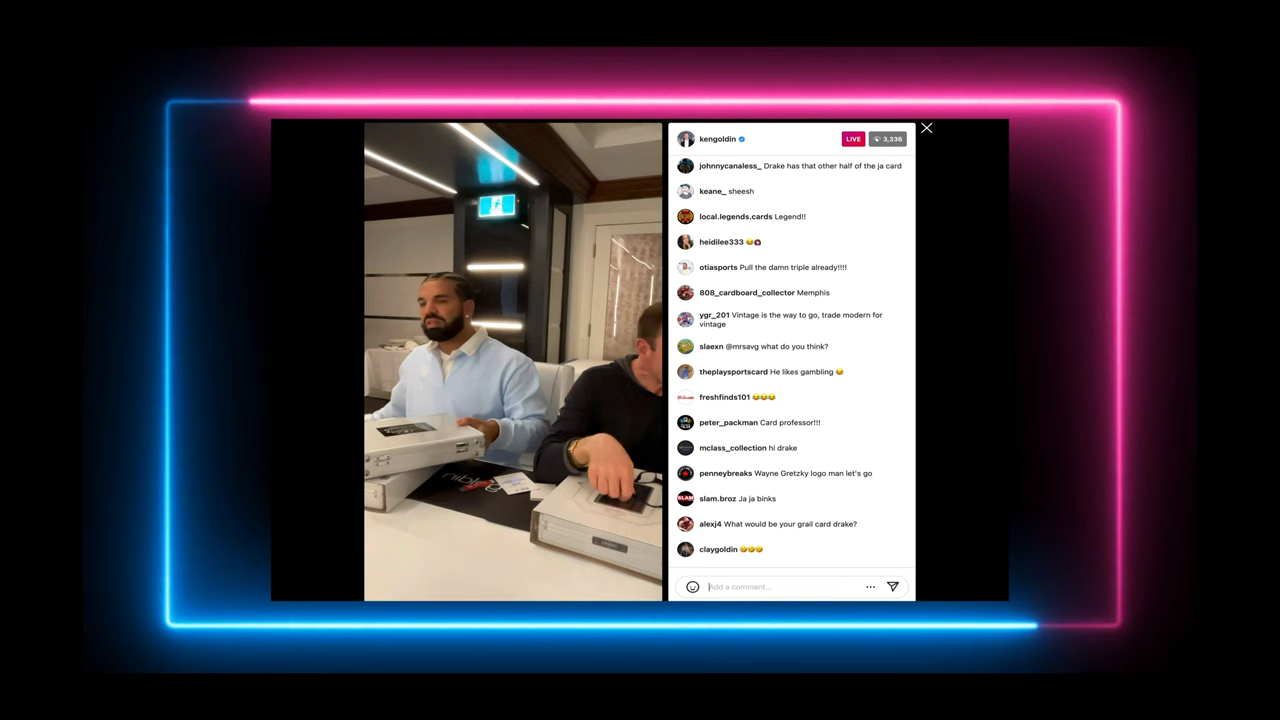 kengoldin
LIVE
3,336
johnnycanaless_ Drake has that other half of the ja card
keane_ sheesh
local.legends.cards Legend!!
heidilee333 😂
otiasports Pull the damn triple already!!!!
808_cardboard_collector Memphis
ygr_201 Vintage is the way to go, trade modern for
vintage
slaexn @mrsavg what do you think?
theplaysportscard He likes gambling 😂
freshfinds101 😂😂😂
peter_packman Card professor!!!
mclass_collection hi drake
penneybreaks Wayne Gretzky logo man let's go
SLAM
slam.broz Ja ja binks
alexj4 What would be your grail card drake?
claygoldin 🤣🤣🤣
Add a comment...